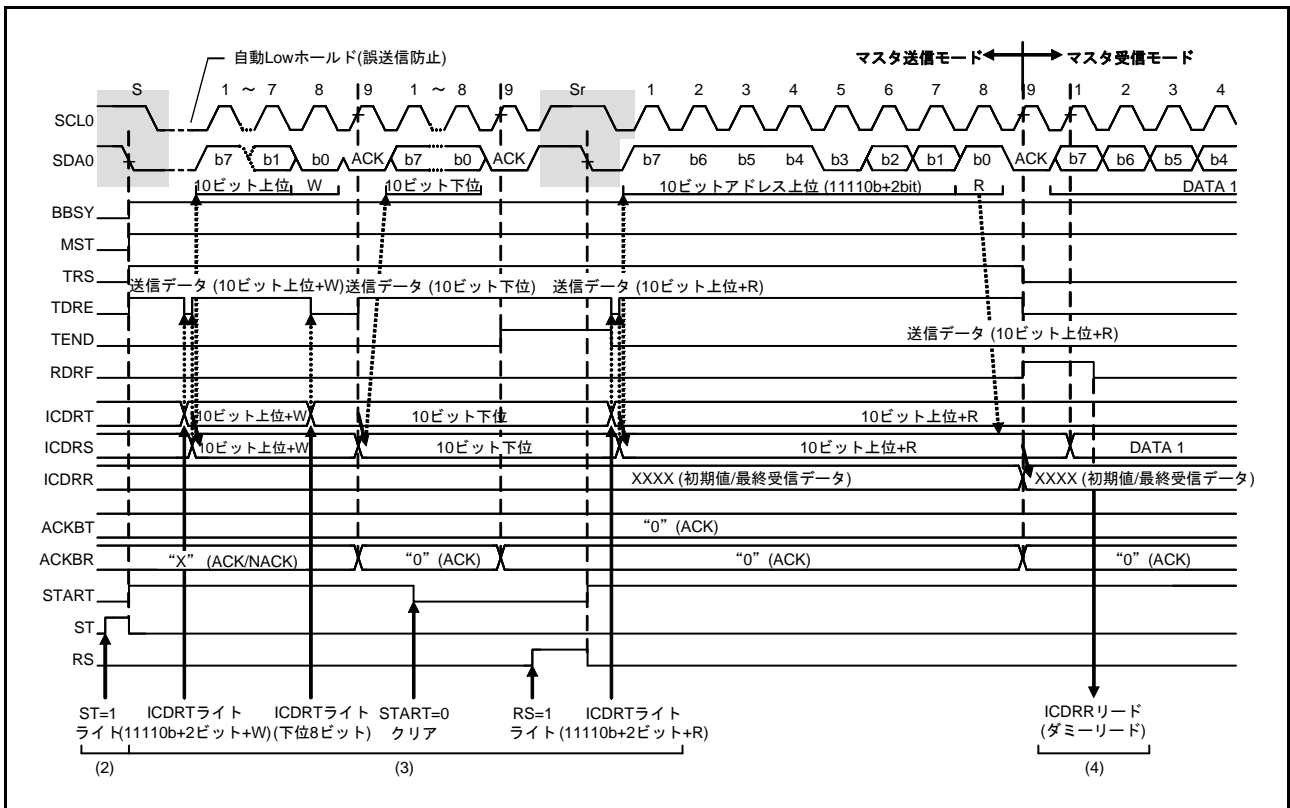 自動Lowホールド(誤送信防止)
マスタ送信モード マスタ受信モード
S 1 ~ 7 8 9 1 ~ 8 9 Sr 1 2 3 4 5 6 7 8 9 1 2 3 4
SCL0
SDA0 b7 b1 b0 ACK b7 b0 ACK b7 b6 b5 b4 b3 b2 b1 b0 ACK b7 b6 b5 b4
10ビット上位 W 10ビット下位 10ビットアドレス上位 (11110b+2bit) R DATA 1
BBSY
MST
TRS
送信データ (10ビット上位+W) 送信データ (10ビット下位) 送信データ (10ビット上位+R)
TDRE
TEND 送信データ (10ビット上位+R)
RDRF
ICDRT 10ビット上位+W 10ビット下位 10ビット上位+R
ICDRS 10ビット上位+W 10ビット下位 10ビット上位+R DATA 1
ICDRR XXXX (初期値/最終受信データ) XXXX (初期値/最終受信データ)
ACKBT “0” (ACK)
ACKBR “X” (ACK/NACK) “0” (ACK) “0” (ACK) “0” (ACK)
START
ST
RS
ST=1 ICDRTライト ICDRTライト START=0 RS=1 ICDRTライト ICDRRリード
ライト (11110b+2ビット+W) (下位8ビット) クリア ライト (11110b+2ビット+R) (ダミーリード)
(2) (3) (4)